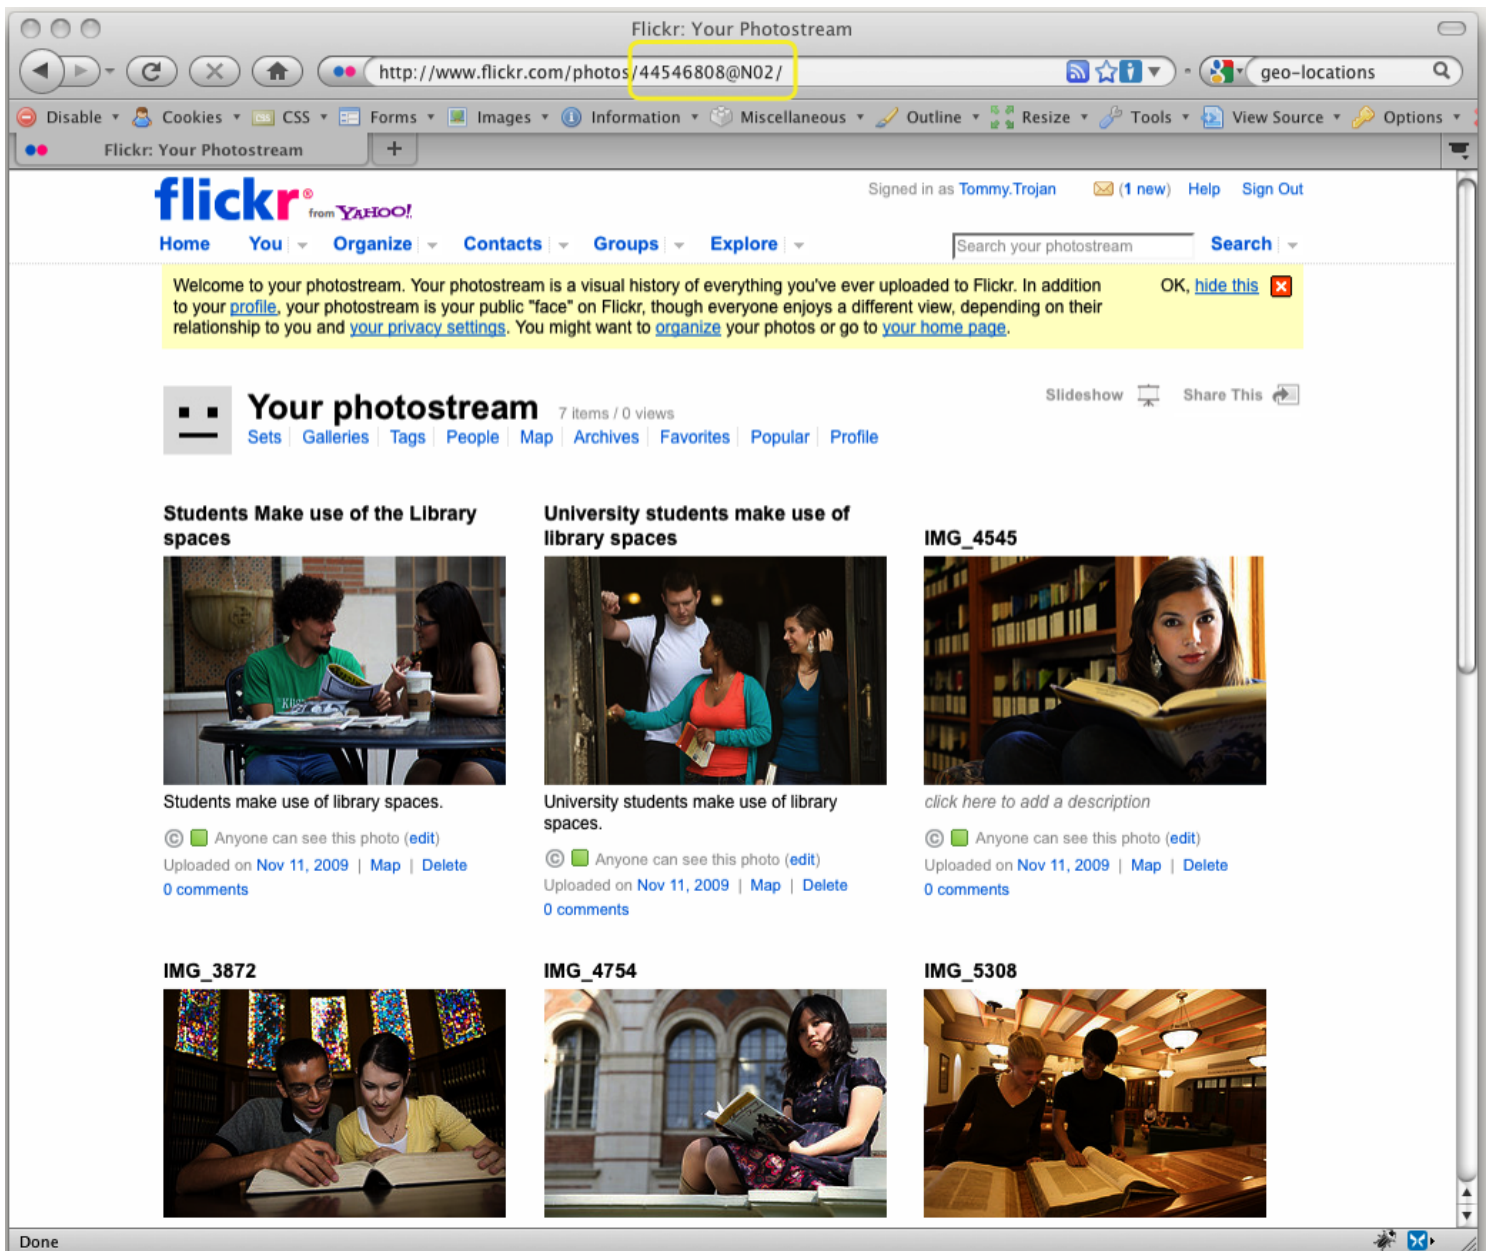 Flickr: Your Photostream
http://www.flickr.com/photos/44546808@N02/
geo-locations
Disable Cookies CSS Forms Images Information Miscellaneous Outline Resize Tools View Source Options
Flickr: Your Photostream +
flickr® from YAHOO!
Signed in as Tommy.Trojan (1 new) Help Sign Out
Home You Organize Contacts Groups Explore
Search your photostream Search
Welcome to your photostream. Your photostream is a visual history of everything you've ever uploaded to Flickr. In addition
to your profile, your photostream is your public "face" on Flickr, though everyone enjoys a different view, depending on their
relationship to you and your privacy settings. You might want to organize your photos or go to your home page.
OK, hide this
Your photostream 7 items / 0 views
Slideshow Share This
Sets Galleries Tags People Map Archives Favorites Popular Profile
Students Make use of the Library
spaces
Students make use of library spaces.
© Anyone can see this photo (edit)
Uploaded on Nov 11, 2009 | Map | Delete
0 comments
University students make use of
library spaces
University students make use of library
spaces.
© Anyone can see this photo (edit)
Uploaded on Nov 11, 2009 | Map | Delete
0 comments
IMG_4545
click here to add a description
© Anyone can see this photo (edit)
Uploaded on Nov 11, 2009 | Map | Delete
0 comments
IMG_3872
IMG_4754
IMG_5308
Done